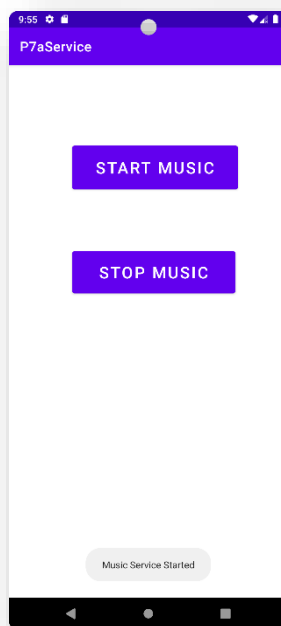 9:55
P7aService
START MUSIC
STOP MUSIC
Music Service Started